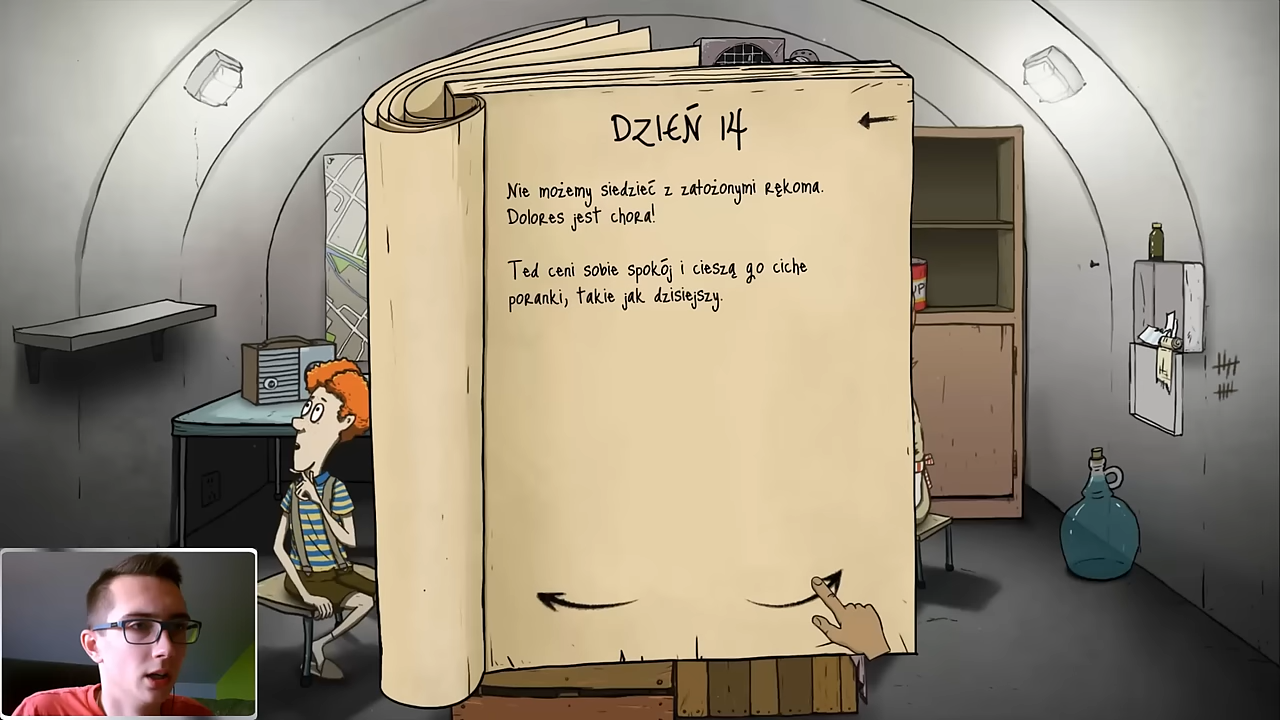 DZIEŃ 14
Nie możemy siedzieć z założonymi rękoma.
Dolores jest chora!
Ted ceni sobie spokój i cieszą go ciche
poranki, takie jak dzisiejszy.
UP